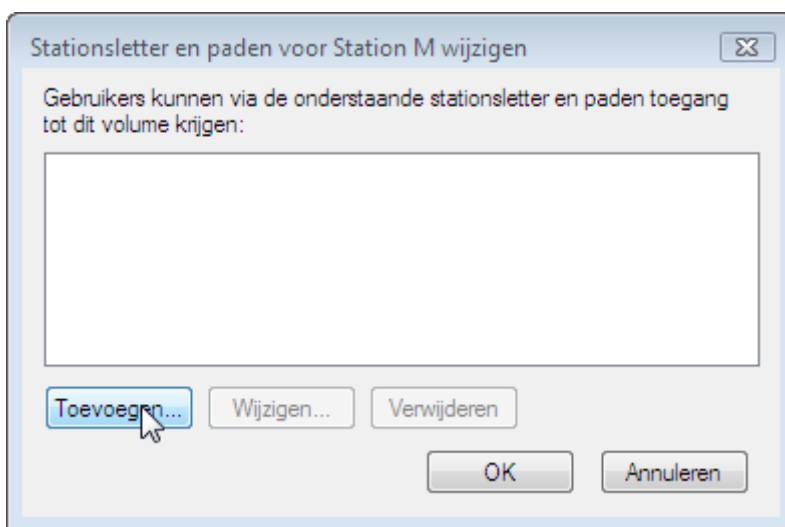 Stationsletter en paden voor Station M wijzigen
Gebruikers kunnen via de onderstaande stationsletter en paden toegang
tot dit volume krijgen:
Toevoegen... Wijzigen... Verwijderen
OK Annuleren